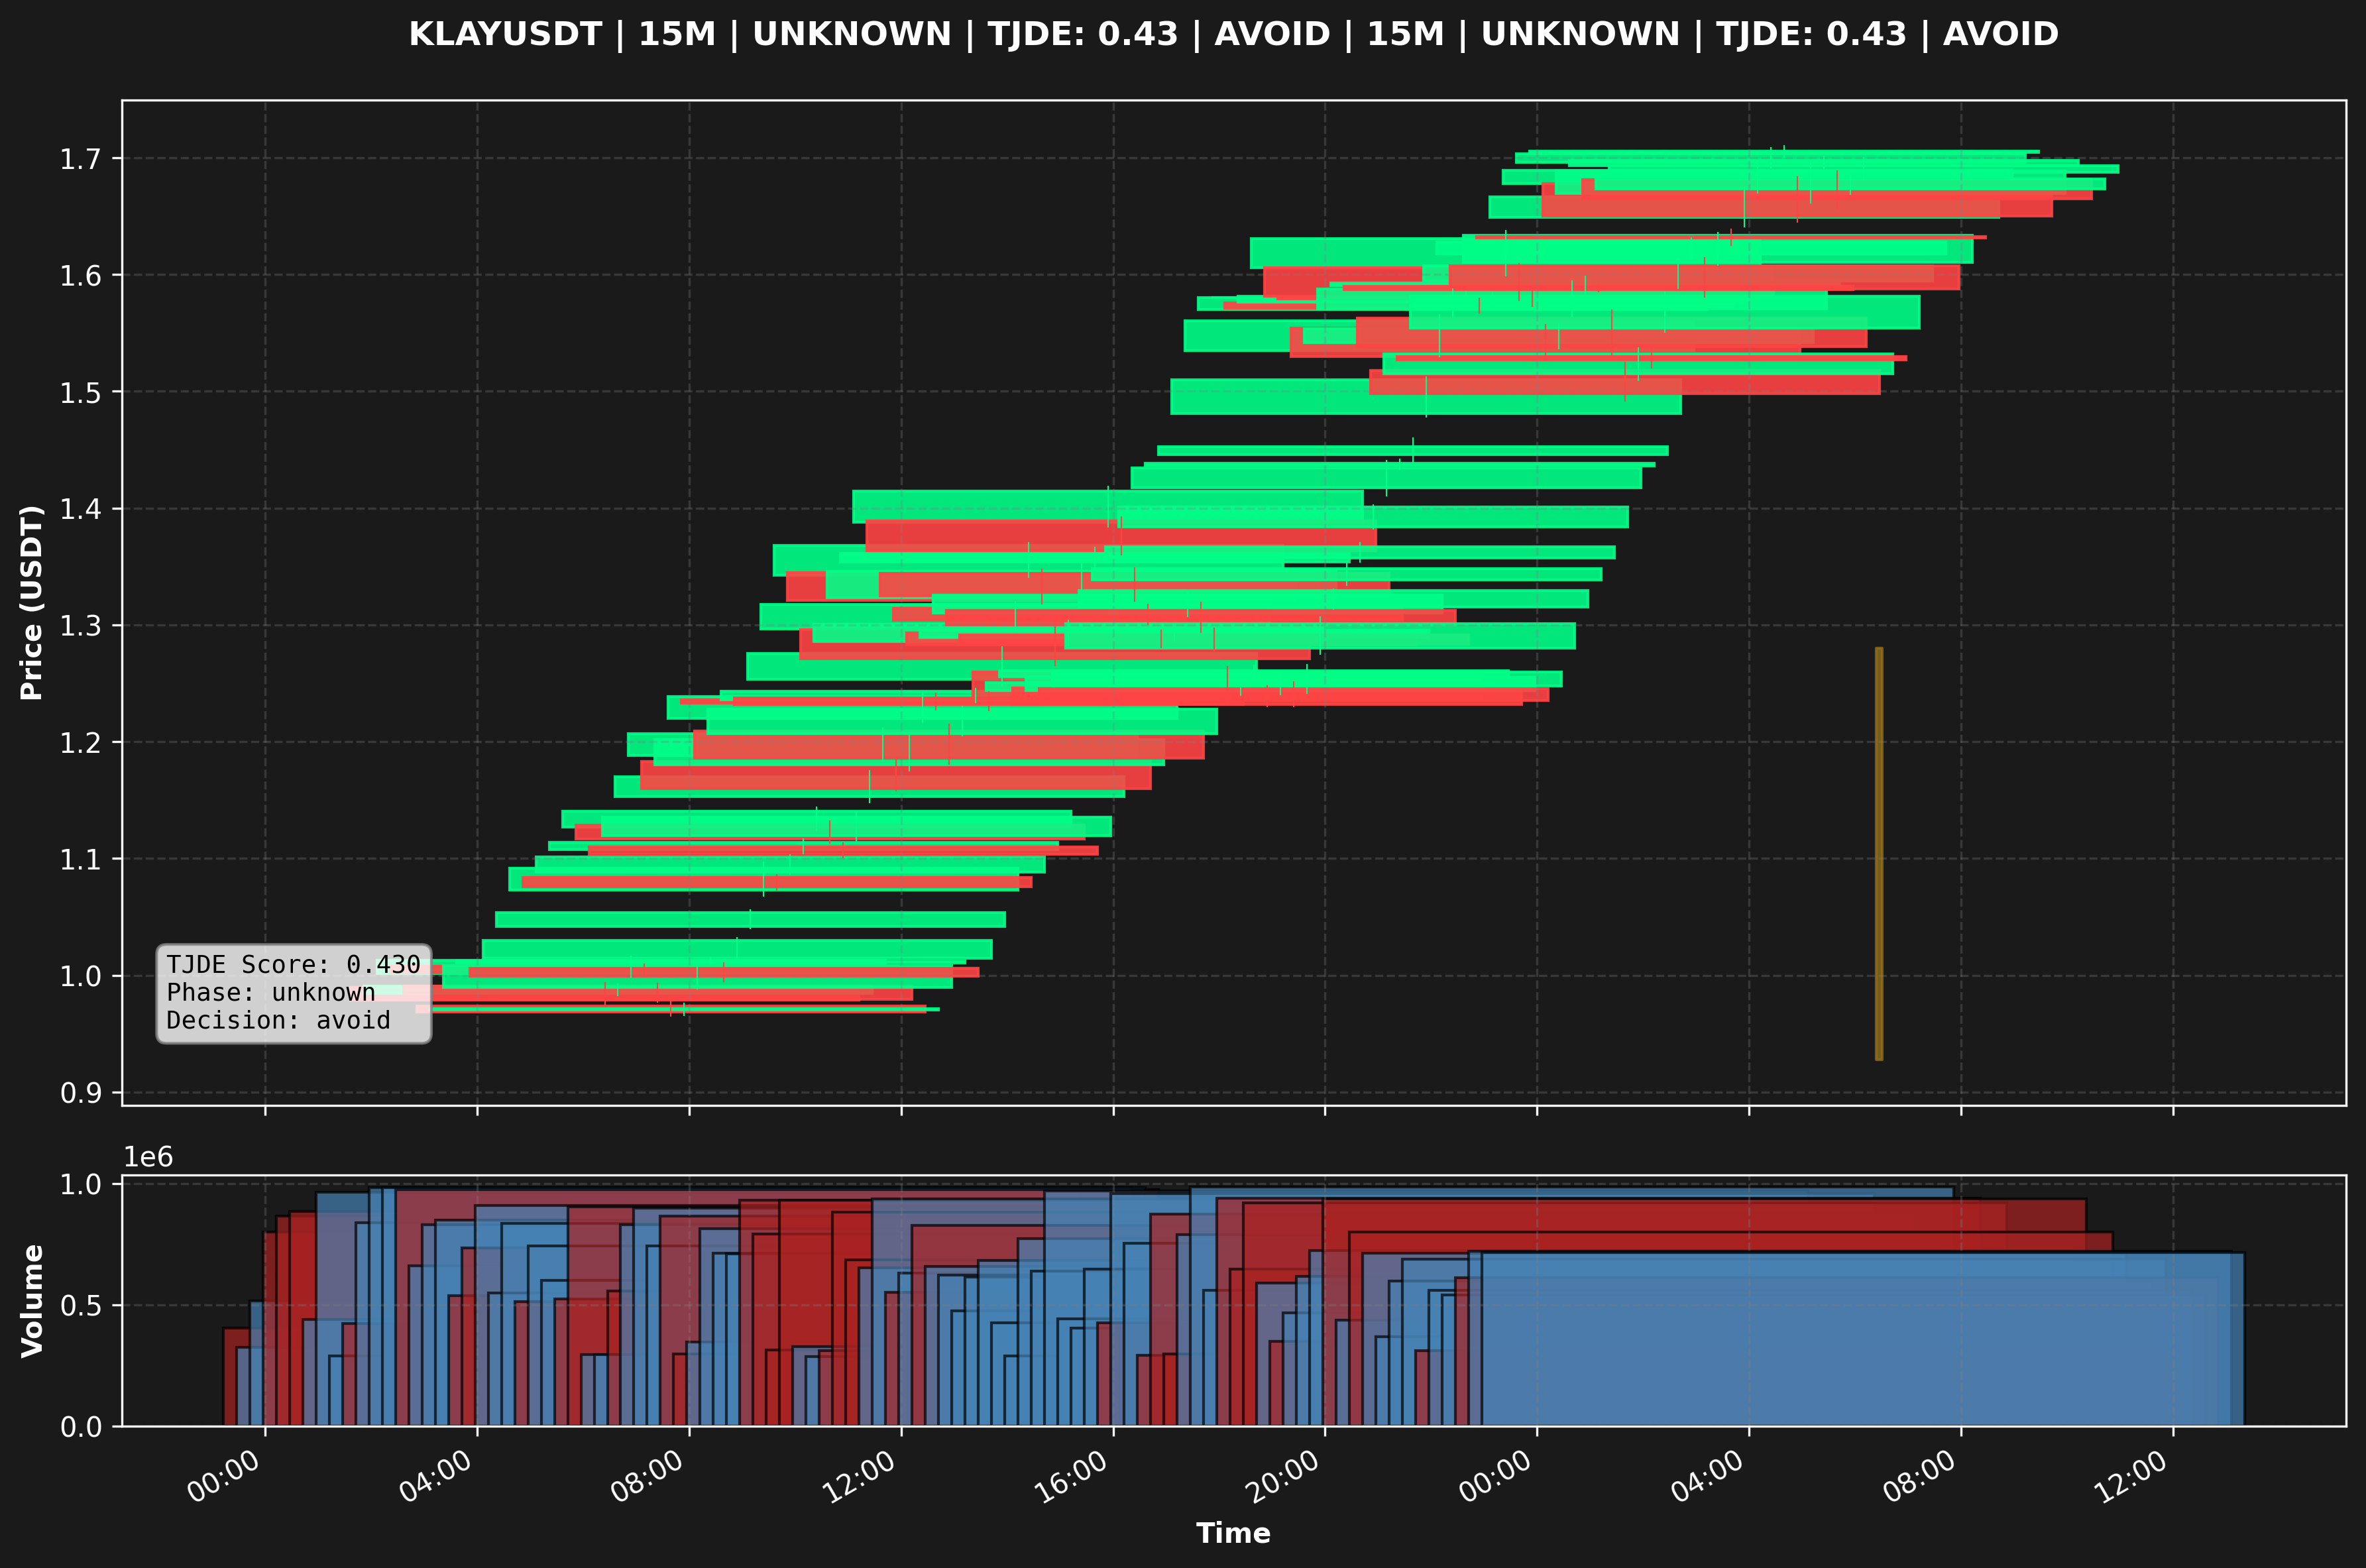 KLAYUSDT | 15M | UNKNOWN | TJDE: 0.43 | AVOID | 15M | UNKNOWN | TJDE: 0.43 | AVOID
Price (USDT)
1.7
1.6
1.5
1.4
1.3
1.2
1.1
1.0
0.9
TJDE Score: 0.430
Phase: unknown
Decision: avoid
1e6
Volume
1.0
0.5
0.0
00:00 04:00 08:00 12:00 16:00 20:00 00:00 04:00 08:00 12:00
Time